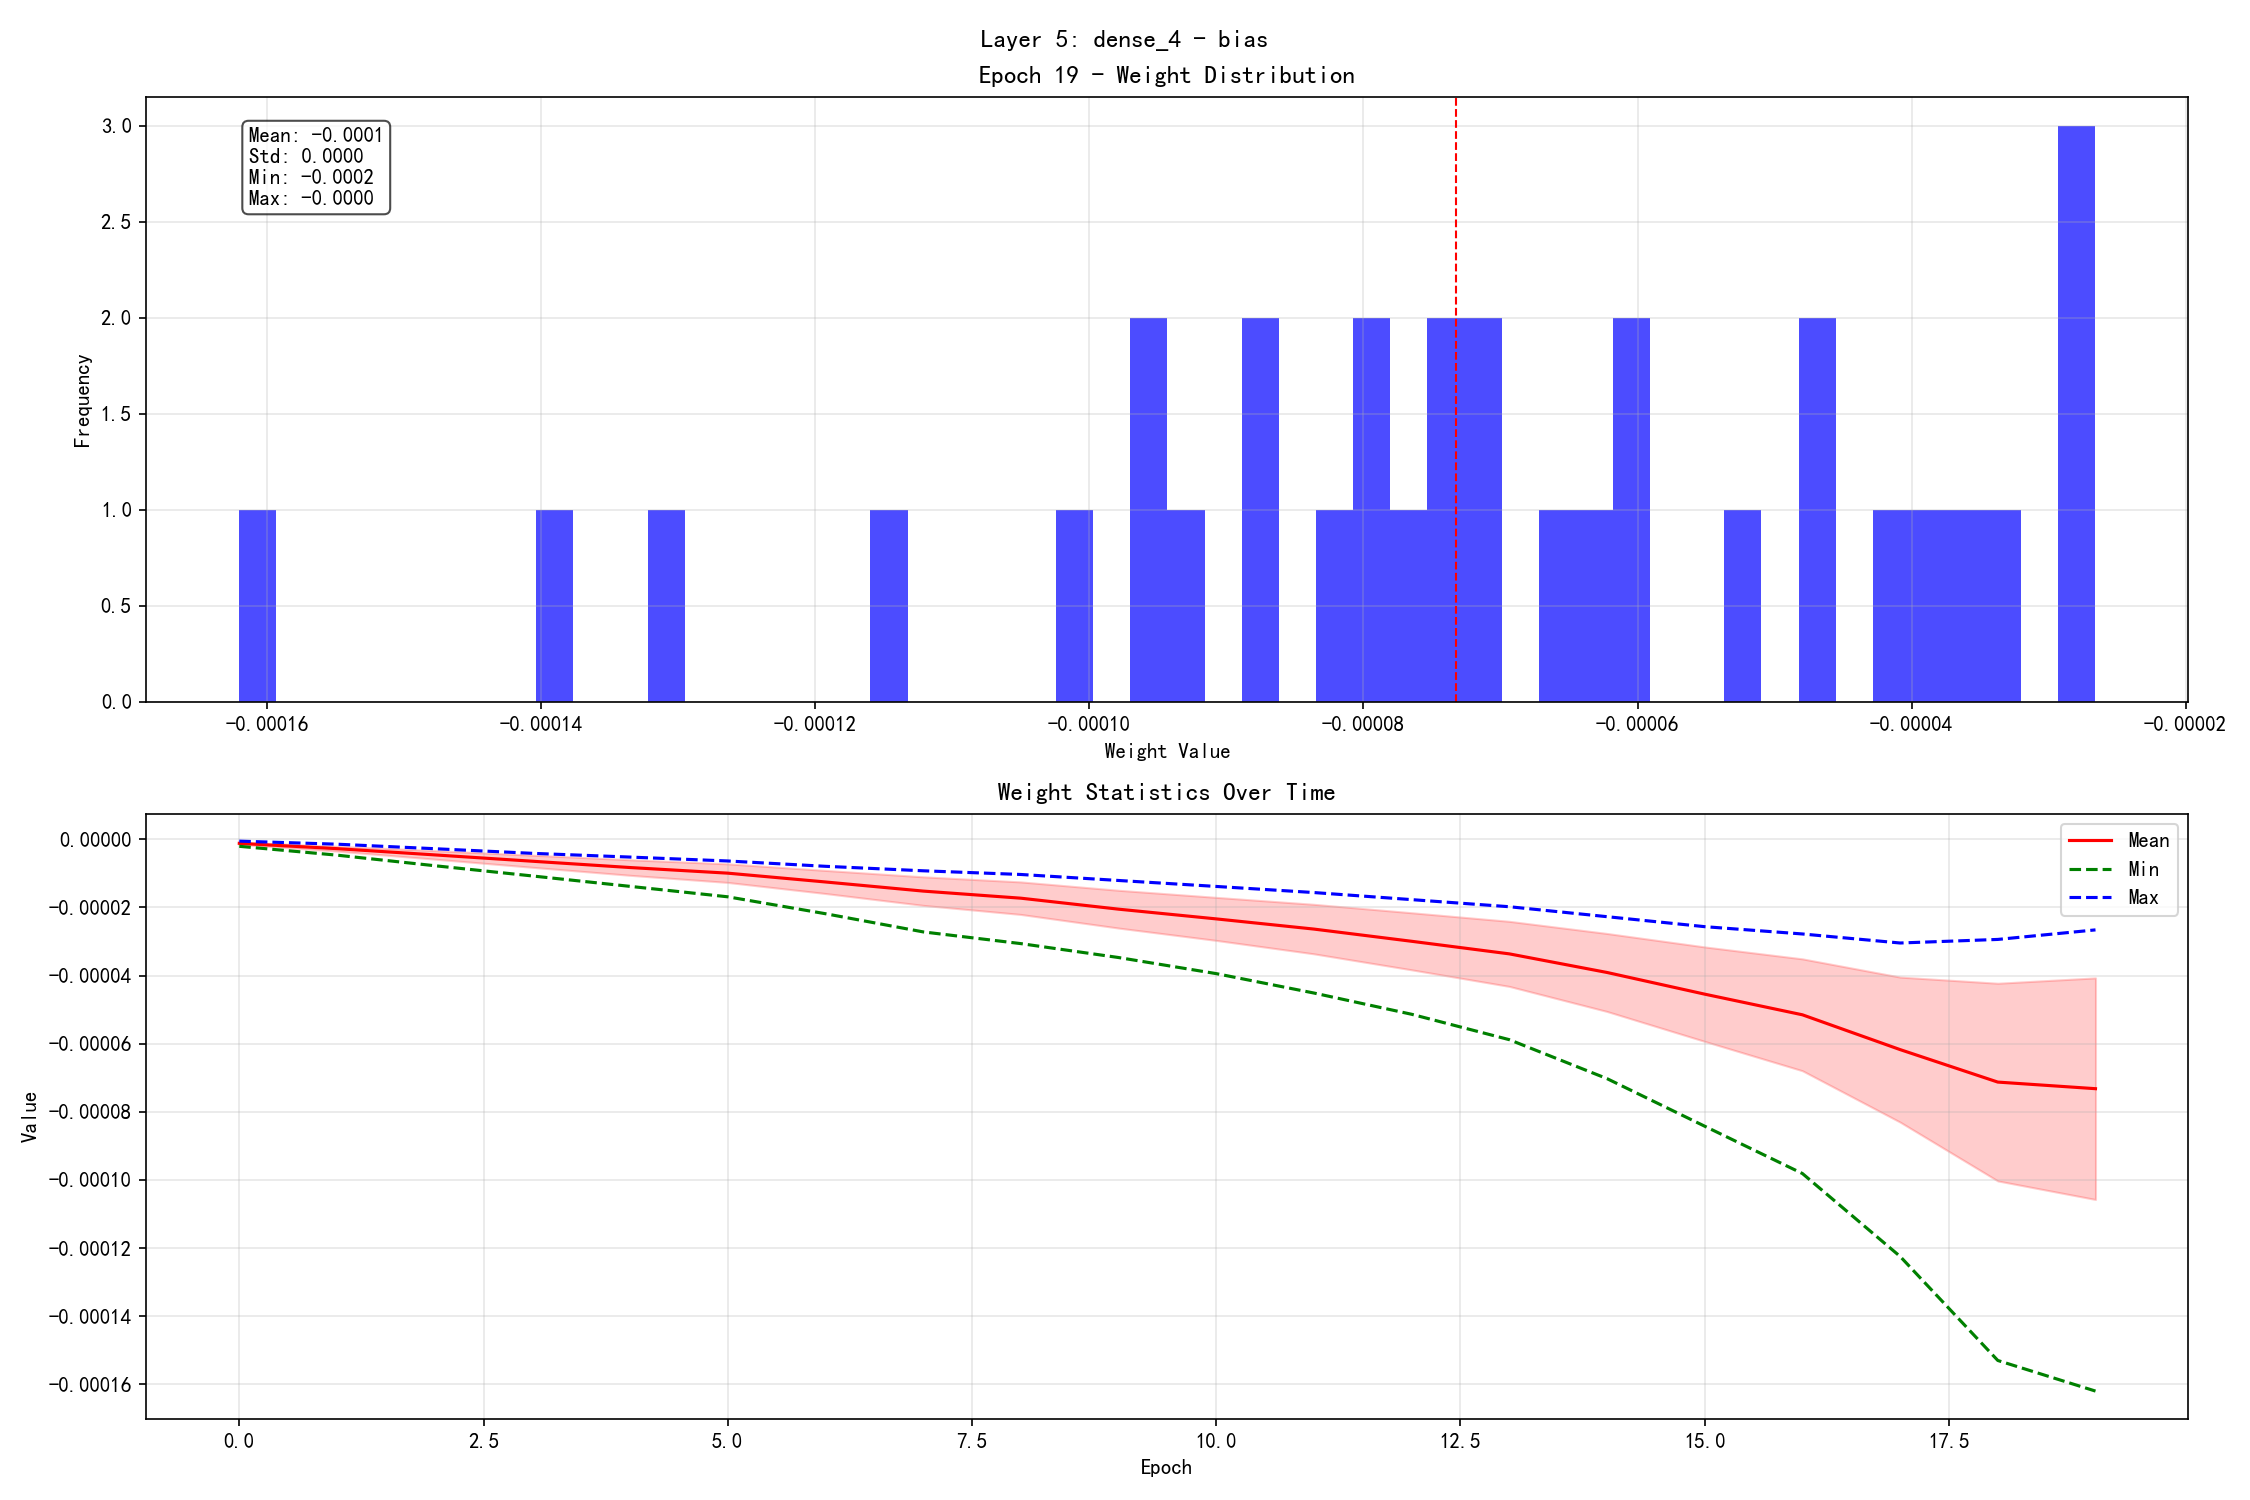 Layer 5: dense_4 - bias
Epoch 19 - Weight Distribution
Mean: -0.0001
Std: 0.0000
Min: -0.0002
Max: -0.0000
3.0
2.5
2.0
1.5
1.0
0.5
0.0
Frequency
-0.00016 -0.00014 -0.00012 -0.00010 -0.00008 -0.00006 -0.00004 -0.00002
Weight Value
Weight Statistics Over Time
Mean
Min
Max
0.00000
-0.00002
-0.00004
-0.00006
-0.00008
-0.00010
-0.00012
-0.00014
-0.00016
Value
0.0 2.5 5.0 7.5 10.0 12.5 15.0 17.5
Epoch